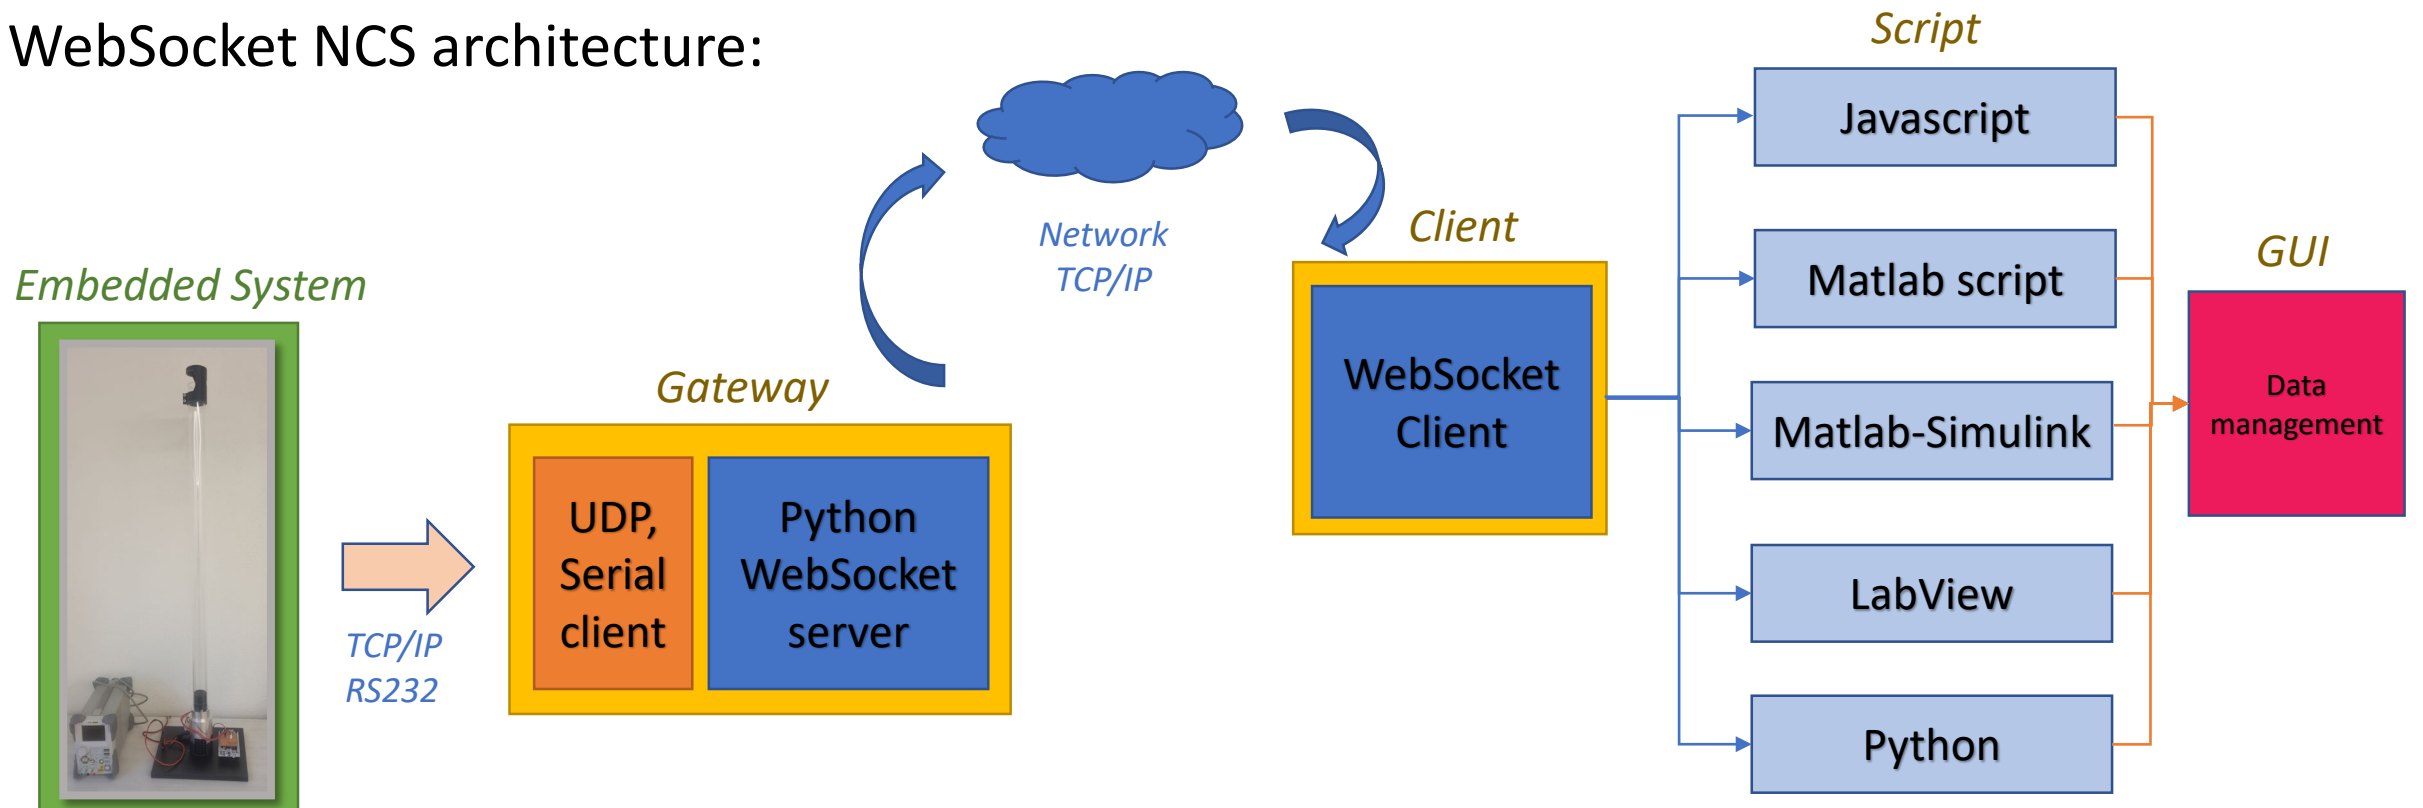 WebSocket NCS architecture:
Embedded System
TCP/IP
RS232
Gateway
UDP,
Serial
client
Python
WebSocket
server
Network
TCP/IP
Client
WebSocket
Client
Script
Javascript
Matlab script
Matlab-Simulink
LabView
Python
GUI
Data
management